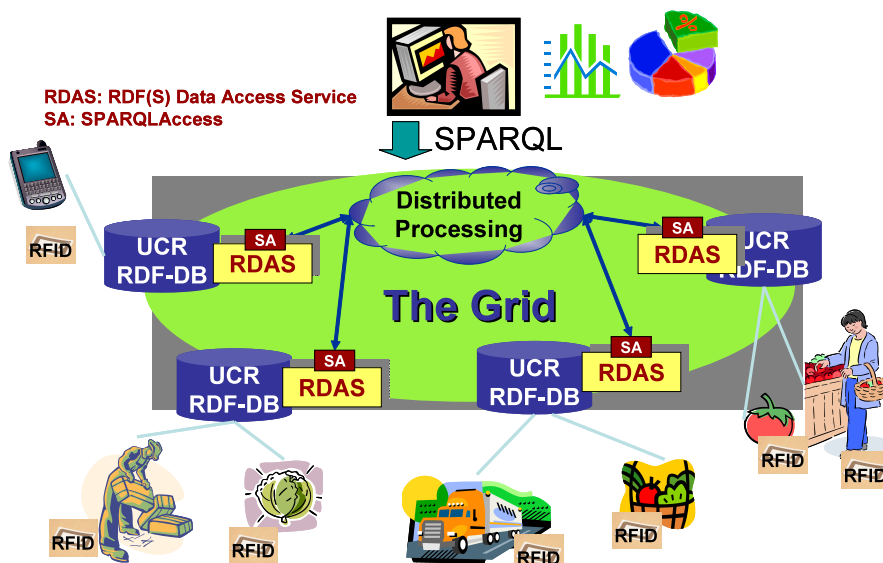 RDAS: RDF(S) Data Access Service
SA: SPARQLAccess
SPARQL
Distributed
Processing
RFID
UCR
RDF-DB
SA
RDAS
SA
RDAS
UCR
RDF-DB
The Grid
UCR
RDF-DB
SA
RDAS
UCR
RDF-DB
SA
RDAS
RFID
RFID
RFID
RFID
RFID
RFID
RFID